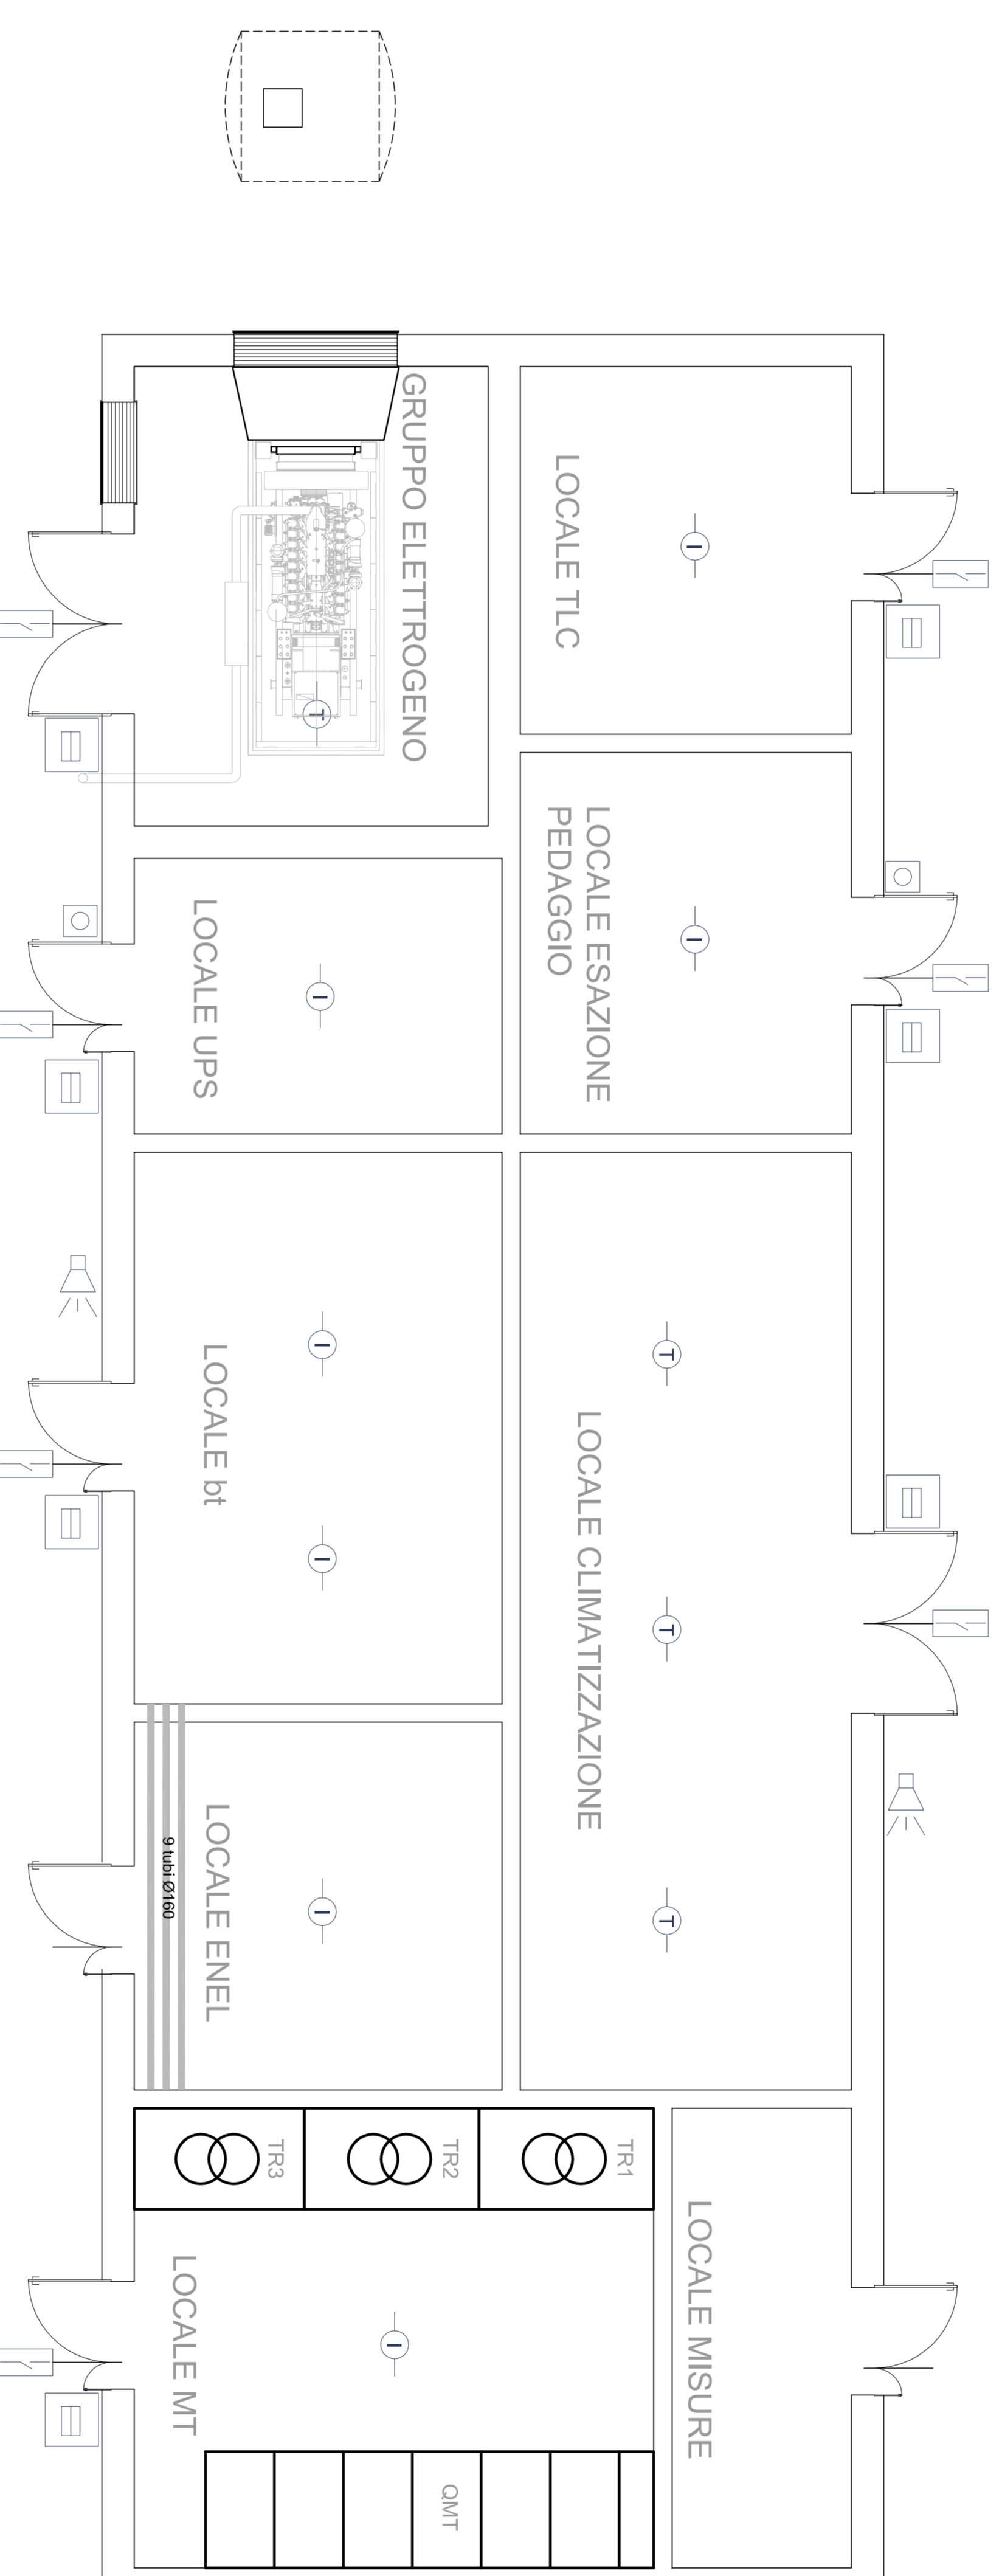 GRUPPO ELETTROGENO
LOCALE TLC
I
T
LOCALE ESAZIONE
PEDAGGIO
I
LOCALE UPS
I
LOCALE bt
I
I
LOCALE CLIMATIZZAZIONE
T
T
T
LOCALE ENEL
9 tubi Ø160
I
TR1
TR2
TR3
LOCALE MISURE
LOCALE MT
I
QMT